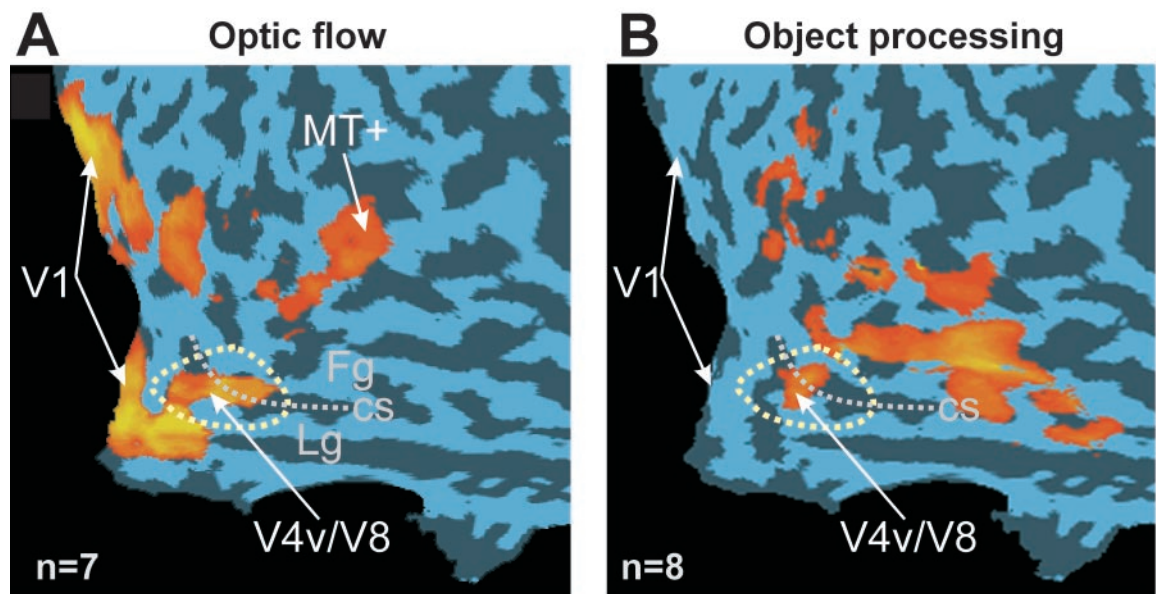 A Optic flow
MT+
V1
Fg
cs
Lg
V4v/V8
n=7
B Object processing
V1
cs
V4v/V8
n=8